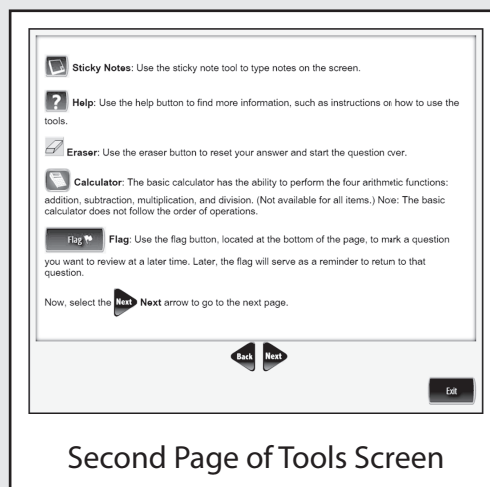 Sticky Notes: Use the sticky note tool to type notes on the screen.
? Help: Use the help button to find more information, such as instructions on how to use the
tools.
Eraser: Use the eraser button to reset your answer and start the question over.
Calculator: The basic calculator has the ability to perform the four arithmetic functions:
addition, subtraction, multiplication, and division. (Not available for all items.) Note: The basic
calculator does not follow the order of operations.
Flag Flag: Use the flag button, located at the bottom of the page, to mark a question
you want to review at a later time. Later, the flag will serve as a reminder to return to that
question.
Now, select the Next Next arrow to go to the next page.
Back Next
Exit
Second Page of Tools Screen